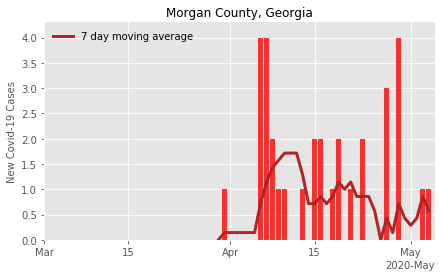 Morgan County, Georgia
7 day moving average
New Covid-19 Cases
4.0
3.5
3.0
2.5
2.0
1.5
1.0
0.5
0.0
Mar
15
Apr
15
May
2020-May